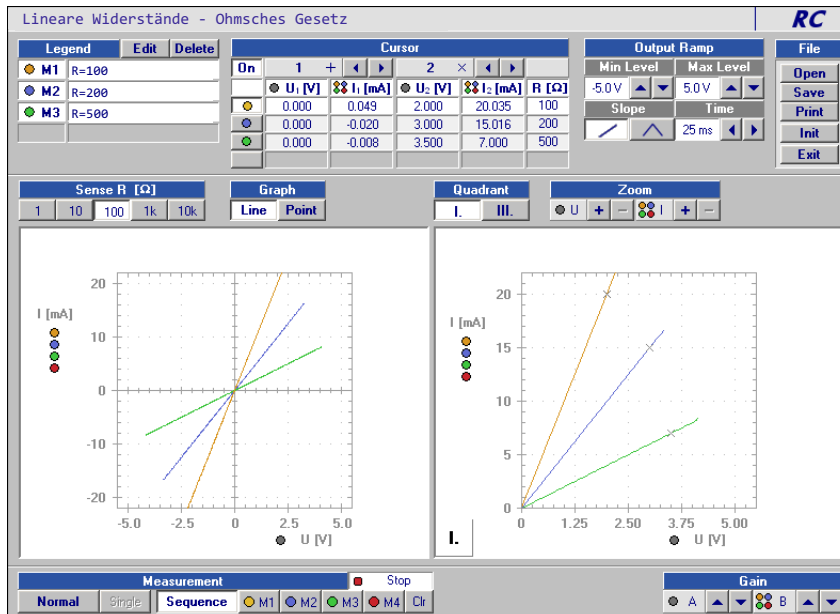 Lineare Widerstände - Ohmsches Gesetz
RC
Legend Edit Delete
M1 R=100
M2 R=200
M3 R=500
Cursor
On 1 + 2 ×
U₁ [V] I₁ [mA] U₂ [V] I₂ [mA] R [Ω]
0.000 0.049 2.000 20.035 100
0.000 -0.020 3.000 15.016 200
0.000 -0.008 3.500 7.000 500
Output Ramp
Min Level Max Level
-5.0 V 5.0 V
Slope Time
25 ms
File
Open
Save
Print
Init
Exit
Sense R [Ω]
1 10 100 1k 10k
Graph
Line Point
Quadrant
I. III.
Zoom
U + − I + −
I [mA]
20
10
0
-10
-20
-5.0 -2.5 0 2.5 5.0
U [V]
I [mA]
20
15
10
5
0
0 1.25 2.50 3.75 5.00
U [V]
I.
Measurement Stop
Normal Single Sequence M1 M2 M3 M4 Clr
Gain
A B